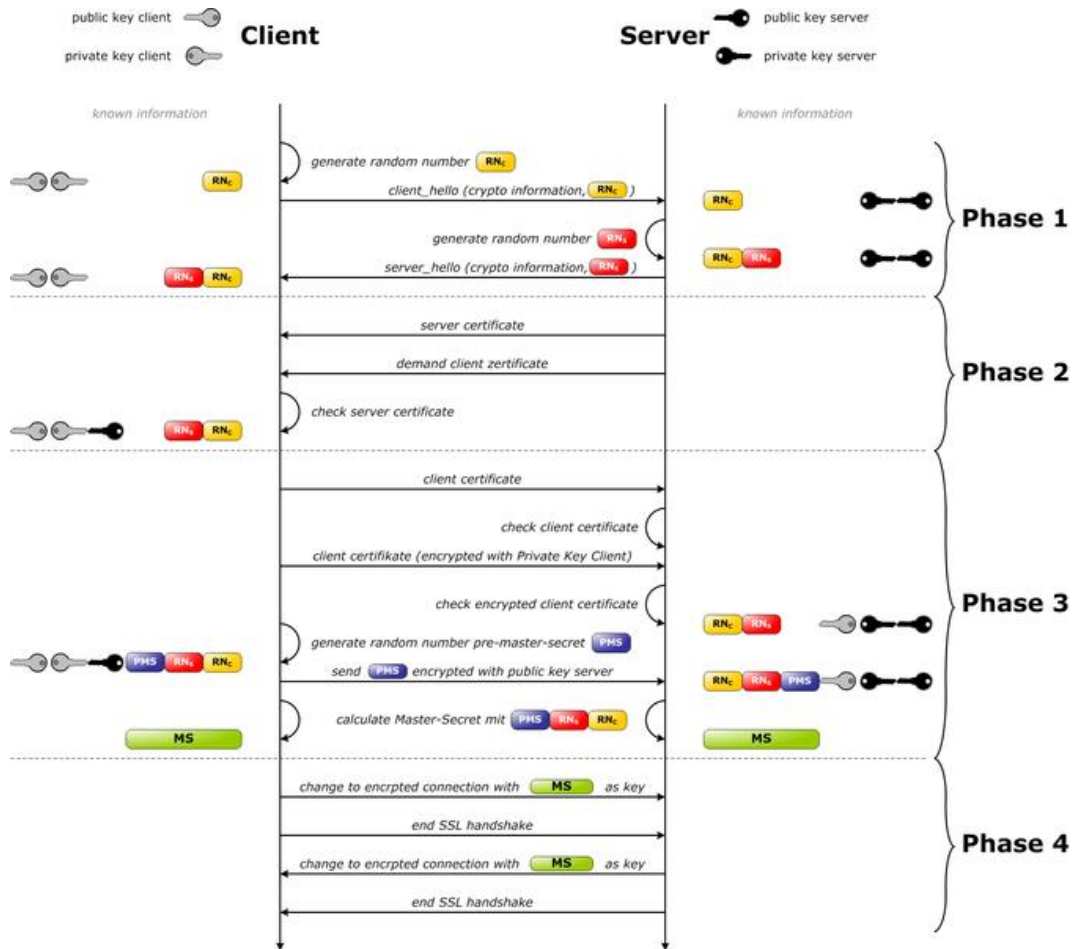 public key client
private key client
Client
Server
public key server
private key server
known information
known information
generate random number RNc
RNc
client_hello (crypto information, RNc )
RNc
Phase 1
generate random number RNs
RNc RNs
server_hello (crypto information, RNs )
RNs RNc
server certificate
demand client zertificate
Phase 2
check server certificate
RNs RNc
client certificate
check client certificate
client certifikate (encrypted with Private Key Client)
check encrypted client certificate
Phase 3
RNc RNs
generate random number pre-master-secret PMS
PMS RNs RNc
send PMS encrypted with public key server
RNc RNs PMS
calculate Master-Secret mit PMS RNs RNc
MS
MS
change to encrpted connection with MS as key
end SSL handshake
Phase 4
change to encrpted connection with MS as key
end SSL handshake